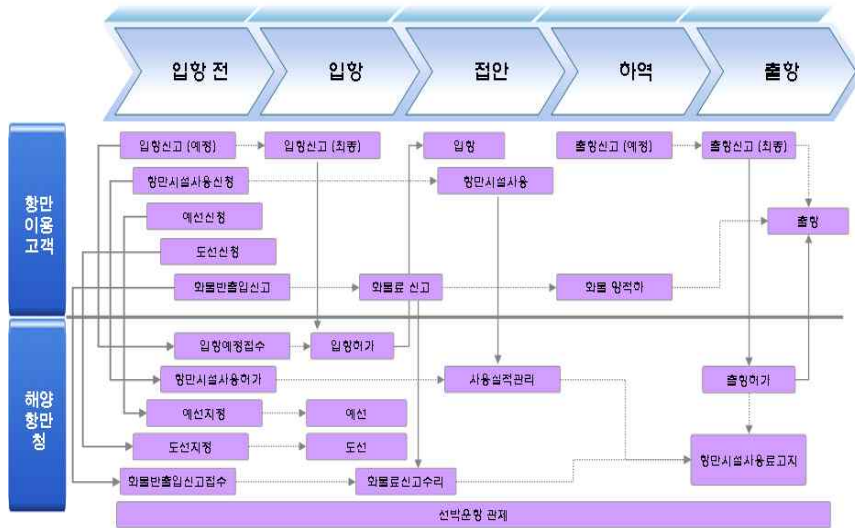 입항 전
입항
접안
하역
출항
항만
이용
고객
입항신고 (예정)
입항신고 (최종)
입항
출항신고 (예정)
출항신고 (최종)
항만시설사용신청
항만시설사용
예선신청
출항
도선신청
화물반출입신고
화물료 신고
화물 양적하
해양
항만
청
입항예정접수
입항허가
항만시설사용허가
사용실적관리
출항허가
예선지정
예선
도선지정
도선
항만시설사용료고지
화물반출입신고접수
화물료신고수리
선박운항 관제